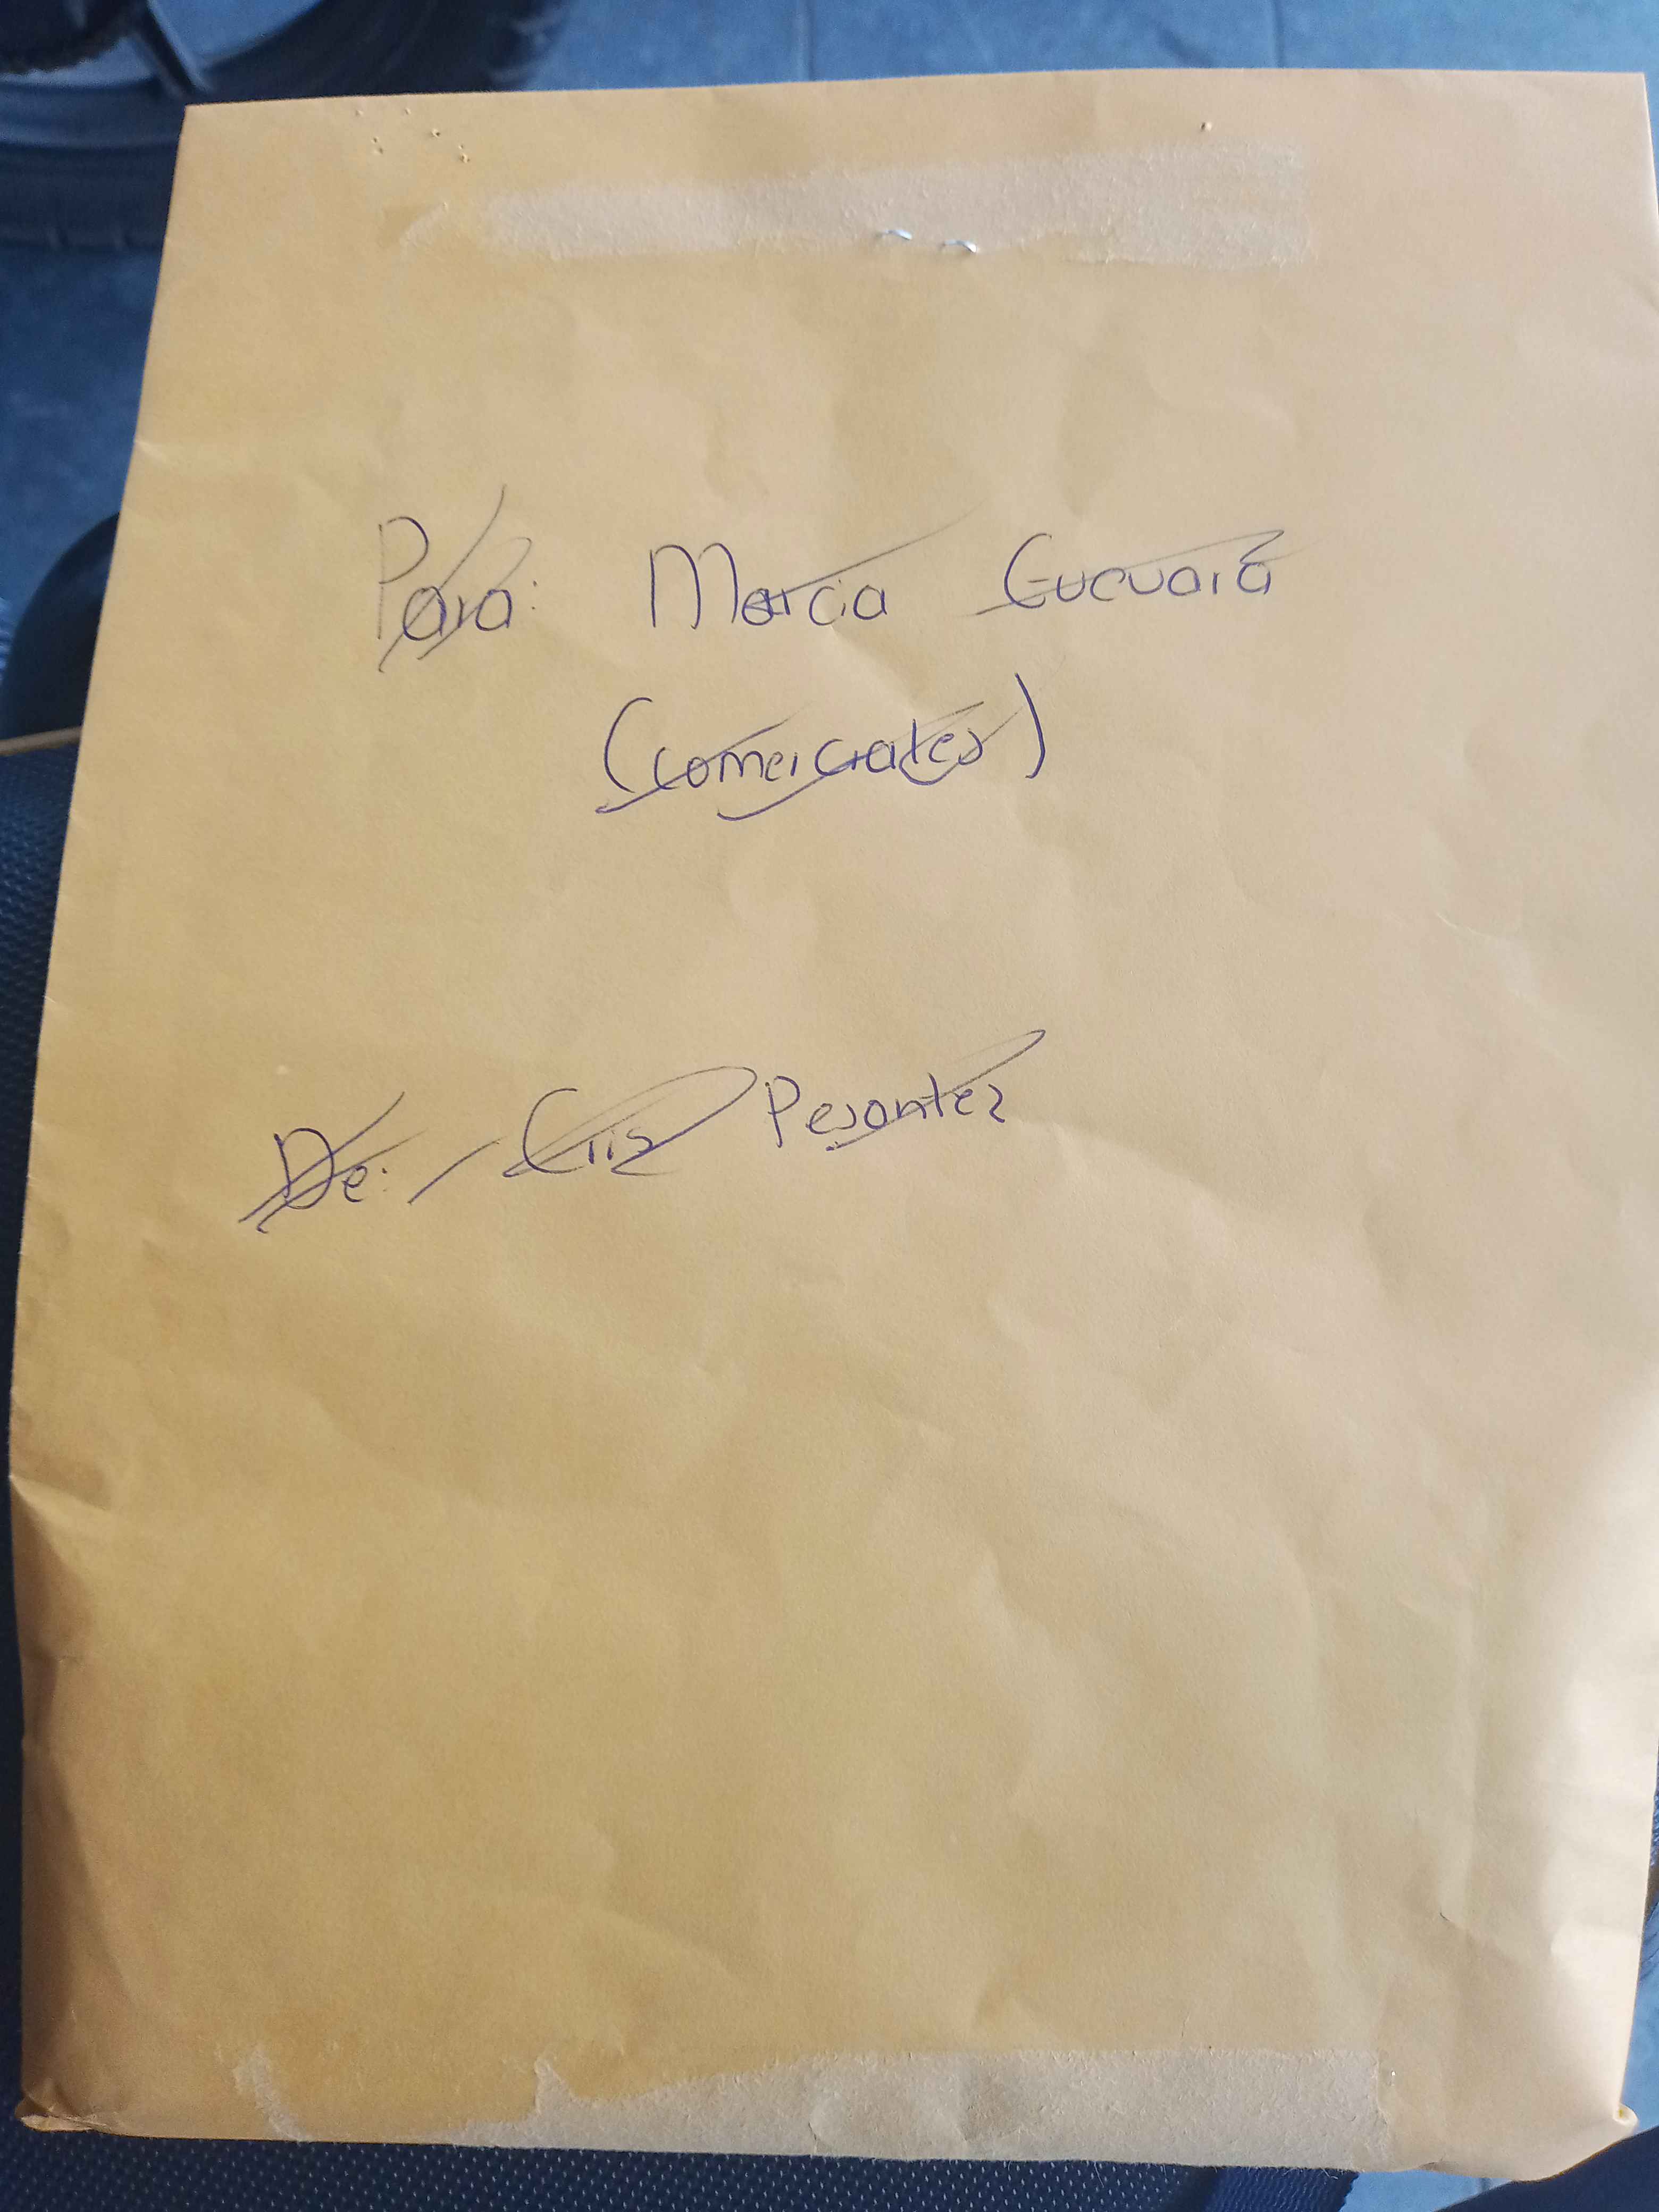 Para: Marcia Guevara
(comerciales)
De: Cris Pesantez